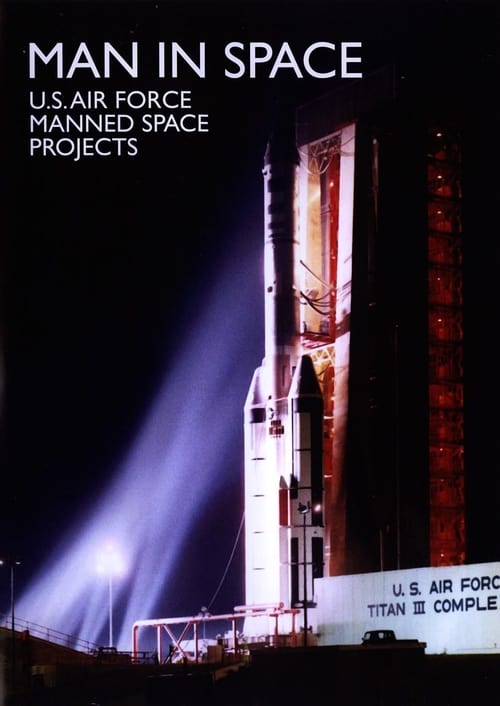 MAN IN SPACE
U.S. AIR FORCE
MANNED SPACE
PROJECTS
U. S. AIR FORC
TITAN III COMPLE